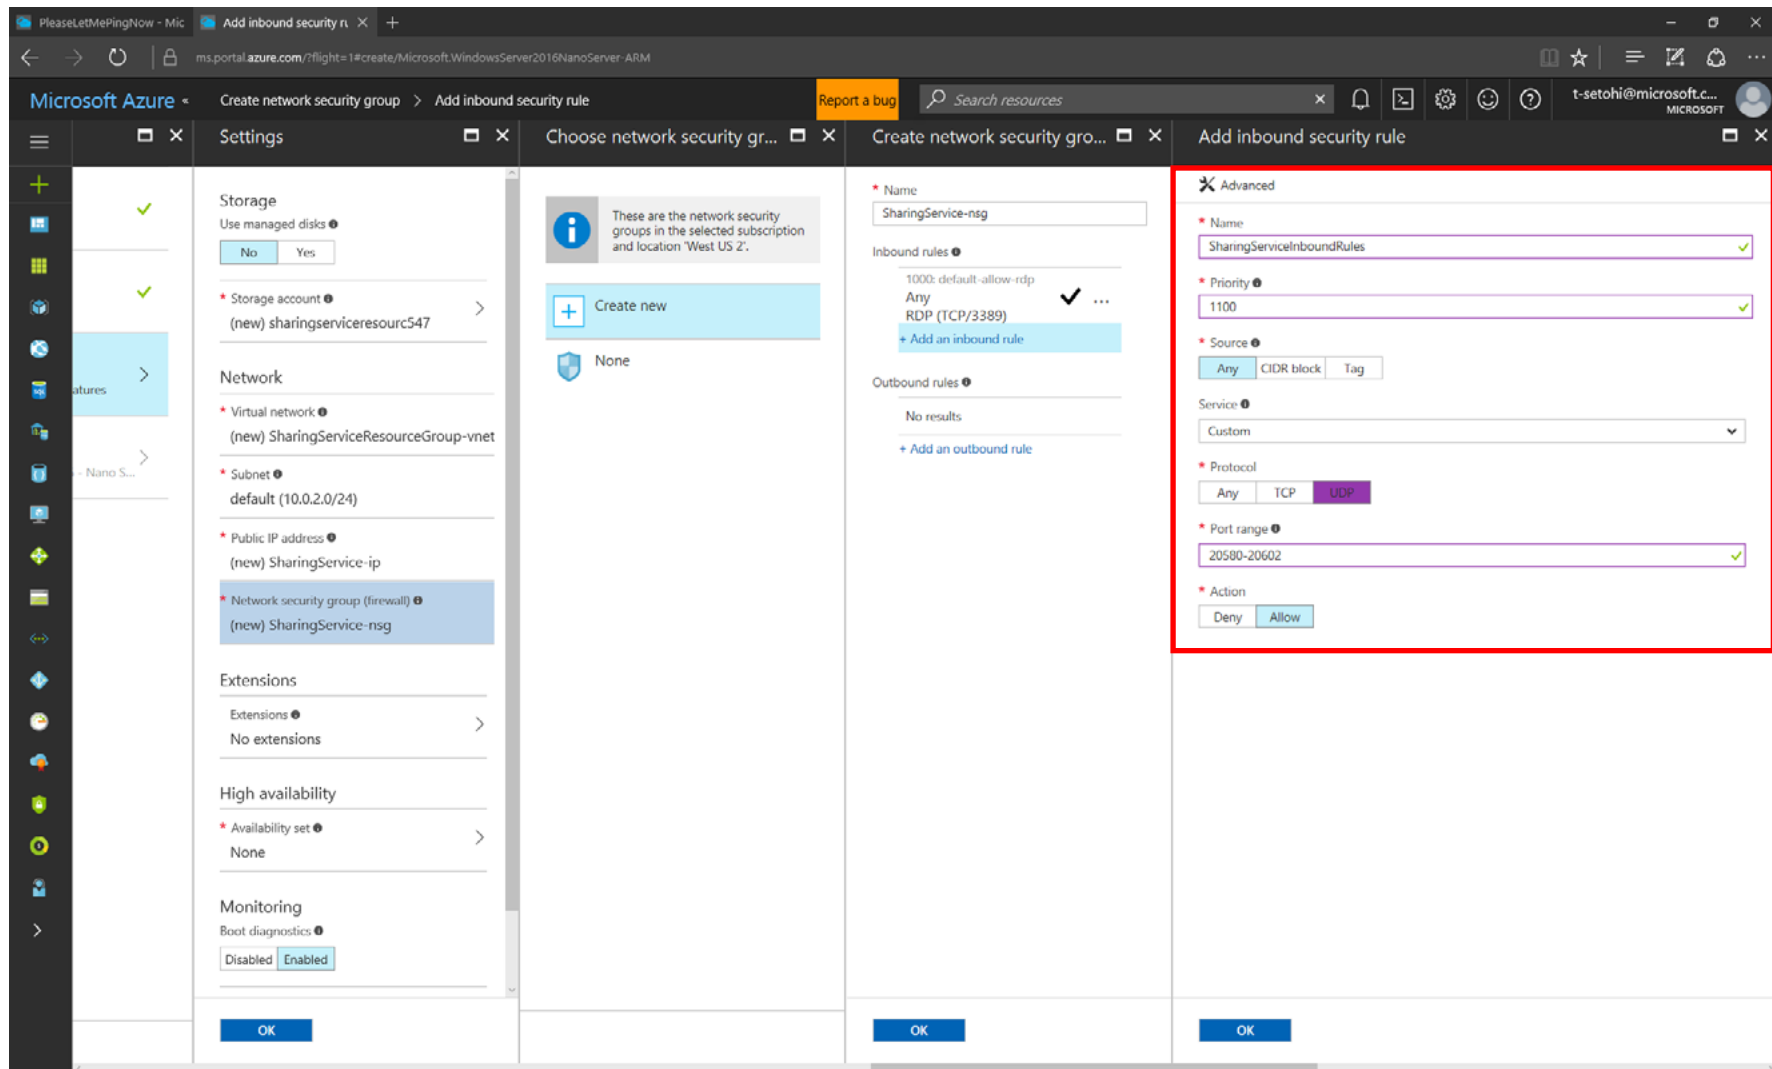 PleaseLetMePingNow - Mic
Add inbound security ru
ms.portal.azure.com/?flight=1#create/Microsoft.WindowsServer2016NanoServer-ARM
Microsoft Azure «
Create network security group > Add inbound security rule
Report a bug
Search resources
t-setohi@microsoft.c...
MICROSOFT
atures
- Nano S...
Settings
Storage
Use managed disks
No Yes
* Storage account
(new) sharingserviceresourc547
Network
* Virtual network
(new) SharingServiceResourceGroup-vnet
* Subnet
default (10.0.2.0/24)
* Public IP address
(new) SharingService-ip
* Network security group (firewall)
(new) SharingService-nsg
Extensions
Extensions
No extensions
High availability
* Availability set
None
Monitoring
Boot diagnostics
Disabled Enabled
OK
Choose network security gr...
These are the network security
groups in the selected subscription
and location 'West US 2'.
Create new
None
Create network security gro...
* Name
SharingService-nsg
Inbound rules
1000: default-allow-rdp
Any
RDP (TCP/3389)
...
+ Add an inbound rule
Outbound rules
No results
+ Add an outbound rule
OK
Add inbound security rule
Advanced
* Name
SharingServiceInboundRules
* Priority
1100
* Source
Any CIDR block Tag
Service
Custom
* Protocol
Any TCP UDP
* Port range
20580-20602
* Action
Deny Allow
OK